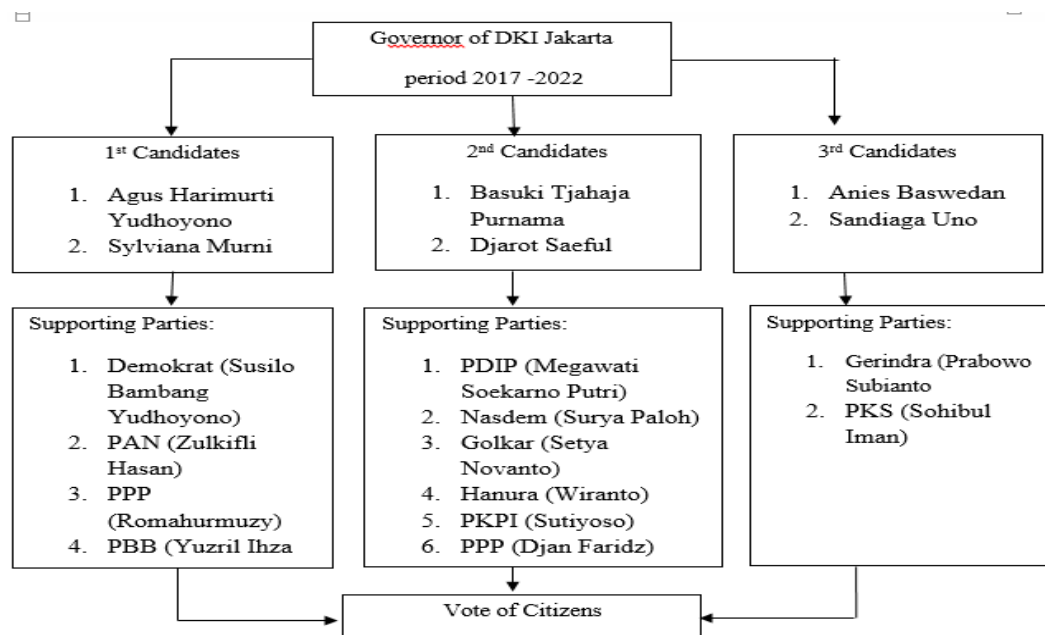 Governor of DKI Jakarta
period 2017 -2022
1st Candidates
1. Agus Harimurti
Yudhoyono
2. Sylviana Murni
2nd Candidates
1. Basuki Tjahaja
Purnama
2. Djarot Saeful
3rd Candidates
1. Anies Baswedan
2. Sandiaga Uno
Supporting Parties:
1. Demokrat (Susilo
Bambang
Yudhoyono)
2. PAN (Zulkifli
Hasan)
3. PPP
(Romahurmuzy)
4. PBB (Yuzril Ihza
Supporting Parties:
1. PDIP (Megawati
Soekarno Putri)
2. Nasdem (Surya Paloh)
3. Golkar (Setya
Novanto)
4. Hanura (Wiranto)
5. PKPI (Sutiyoso)
6. PPP (Djan Faridz)
Supporting Parties:
1. Gerindra (Prabowo
Subianto
2. PKS (Sohibul
Iman)
Vote of Citizens